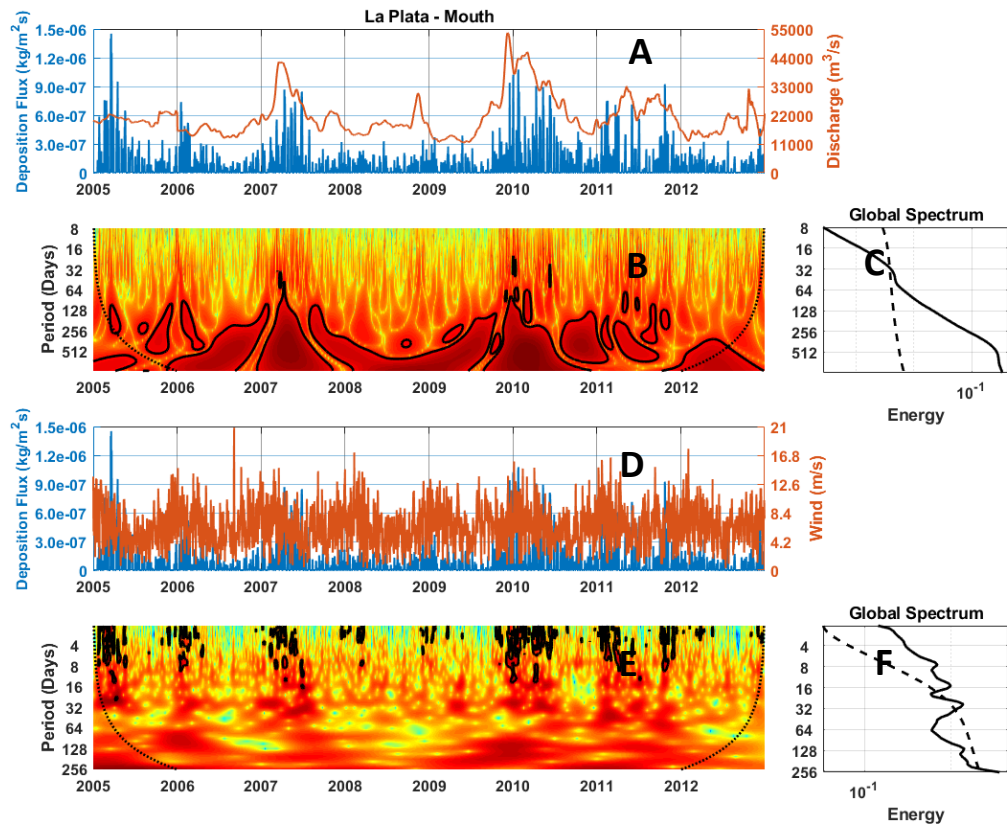 La Plata - Mouth
Deposition Flux (kg/m²s)
1.5e-06
1.2e-06
9.0e-07
6.0e-07
3.0e-07
0
A
55000
44000
33000
22000
11000
0
Discharge (m³/s)
2005 2006 2007 2008 2009 2010 2011 2012
Period (Days)
8
16
32
64
128
256
512
B
2005 2006 2007 2008 2009 2010 2011 2012
Global Spectrum
8
16
32
64
128
256
512
C
10⁻¹
Energy
Deposition Flux (kg/m²s)
1.5e-06
1.2e-06
9.0e-07
6.0e-07
3.0e-07
0
D
21
16.8
12.6
8.4
4.2
0
Wind (m/s)
2005 2006 2007 2008 2009 2010 2011 2012
Period (Days)
4
8
16
32
64
128
256
E
2005 2006 2007 2008 2009 2010 2011 2012
Global Spectrum
4
8
16
32
64
128
256
F
10⁻¹
Energy